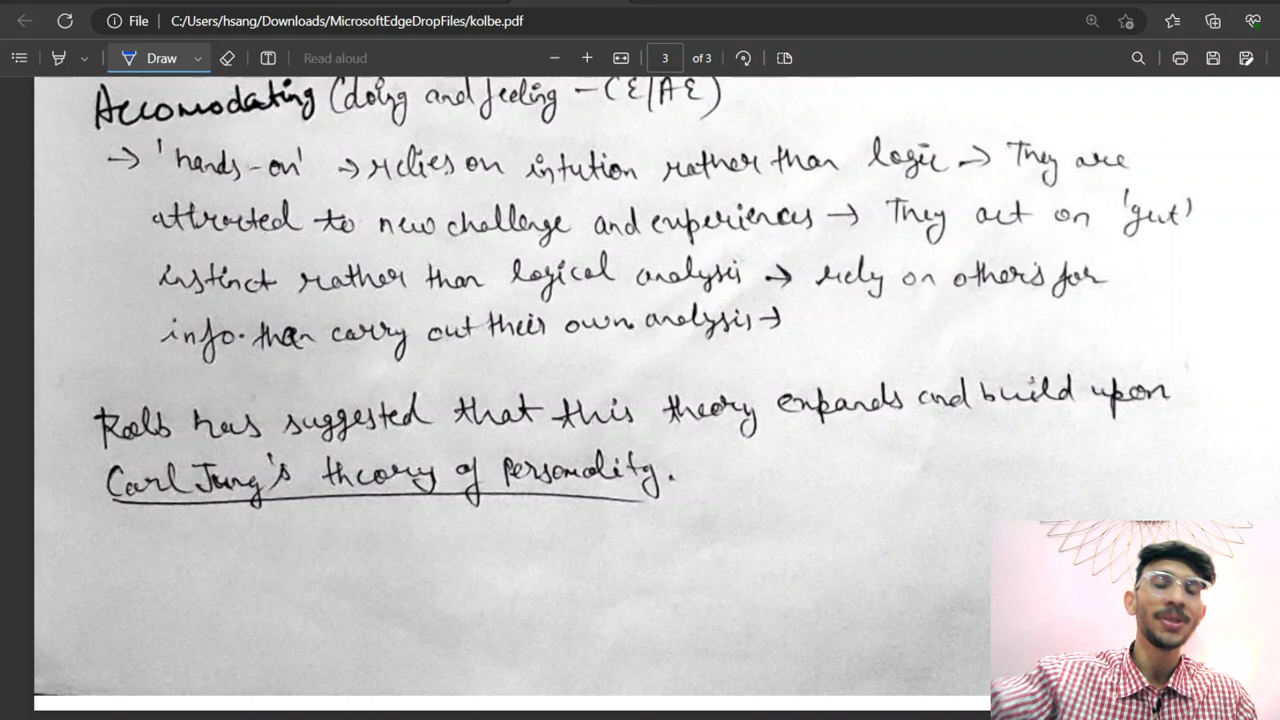 File C:/Users/hsang/Downloads/MicrosoftEdgeDropFiles/kolbe.pdf
Draw Read aloud 3 of 3
Accomodating (doing and feeling - CE/AE)
→ 'hands-on' → relies on intution rather than logic → They are
attracted to new challenge and experiences → They act on 'gut'
instinct rather than logical analysis → rely on other's for
info. than carry out their own analysis →
Kolb has suggested that this theory expands and build upon
Carl Jung's theory of personality.